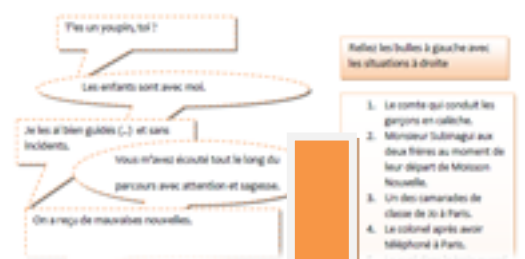 T'es un youpin, toi ?
Les enfants sont avec moi.
Je les ai bien guidés (...) et sans
incidents.
Vous m'avez écouté tout le long du
parcours avec attention et sagesse.
On a reçu de mauvaises nouvelles.
Reliez les bulles à gauche avec
les situations à droite
1. Le comte qui conduit les
garçons en calèche.
2. Monsieur Subinagui aux
deux frères au moment de
leur départ de Moisson
Nouvelle.
3. Un des camarades de
classe de Jo à Paris.
4. Le colonel après avoir
téléphoné à Paris.